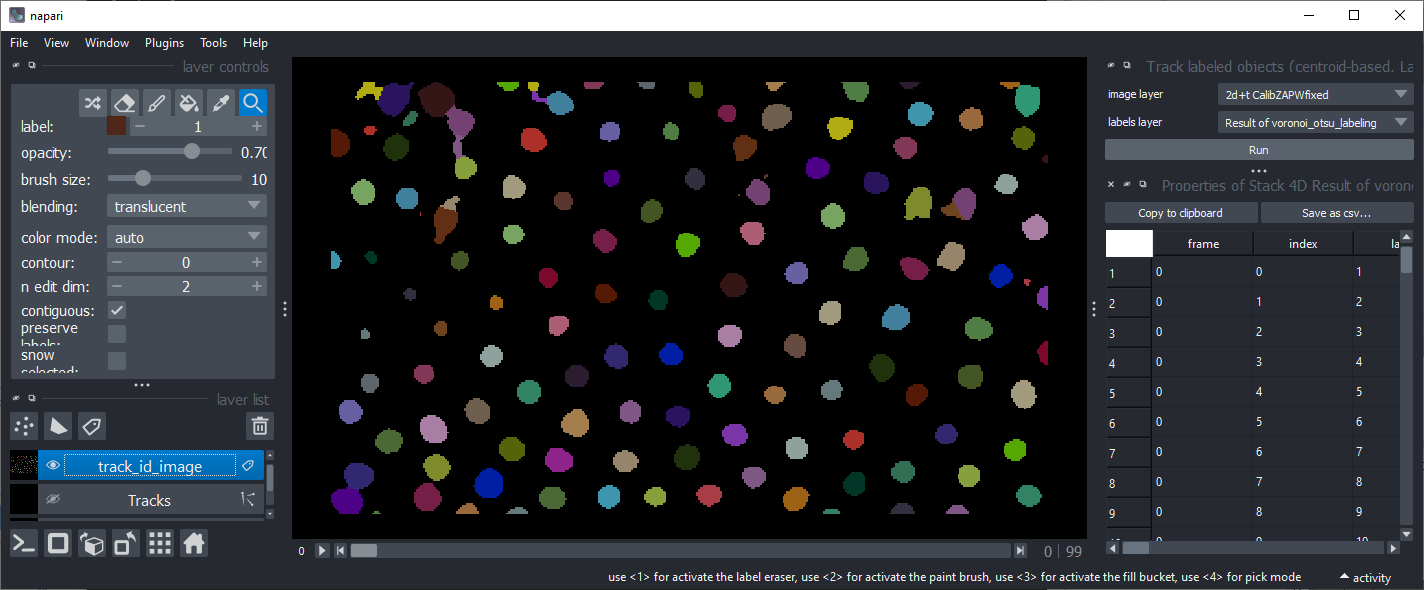 napari
File View Window Plugins Tools Help
layer controls
label: 1
opacity: 0.70
brush size: 10
blending: translucent
color mode: auto
contour: 0
n edit dim: 2
contiguous:
preserve
labels:
show
selected:
layer list
track_id_image
Tracks
0
0 | 99
Track labeled objects (centroid-based, La
image layer 2d+t CalibZAPWfixed
labels layer Result of voronoi_otsu_labeling
Run
Properties of Stack 4D Result of voron
Copy to clipboard Save as csv...
frame index la
1 0 0 1
2 0 1 2
3 0 2 3
4 0 3 4
5 0 4 5
6 0 5 6
7 0 6 7
8 0 7 8
9 0 8 9
10 0 9 10
use <1> for activate the label eraser, use <2> for activate the paint brush, use <3> for activate the fill bucket, use <4> for pick mode
activity